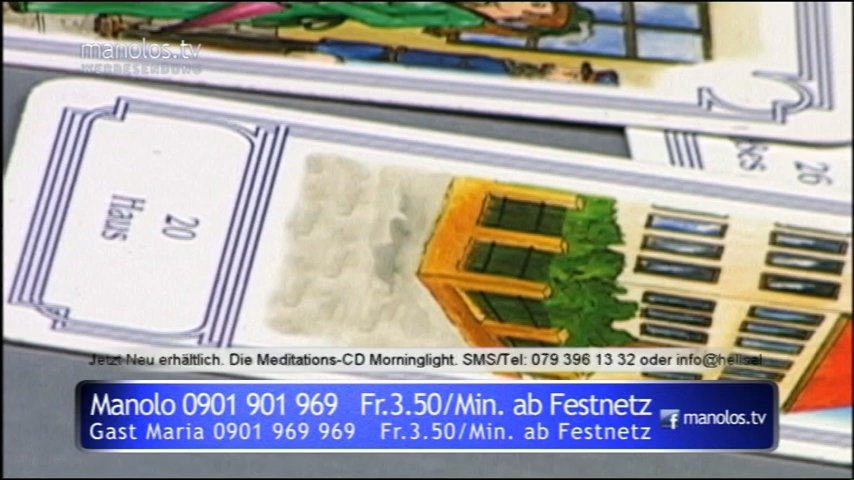 manolos.tv
WERBESENDUNG
26
20
Haus
Jetzt Neu erhältlich. Die Meditations-CD Morninglight. SMS/Tel: 079 396 13 32 oder info@hellsel
Manolo 0901 901 969 Fr.3.50/Min. ab Festnetz
Gast Maria 0901 969 969 Fr.3.50/Min. ab Festnetz
f manolos.tv